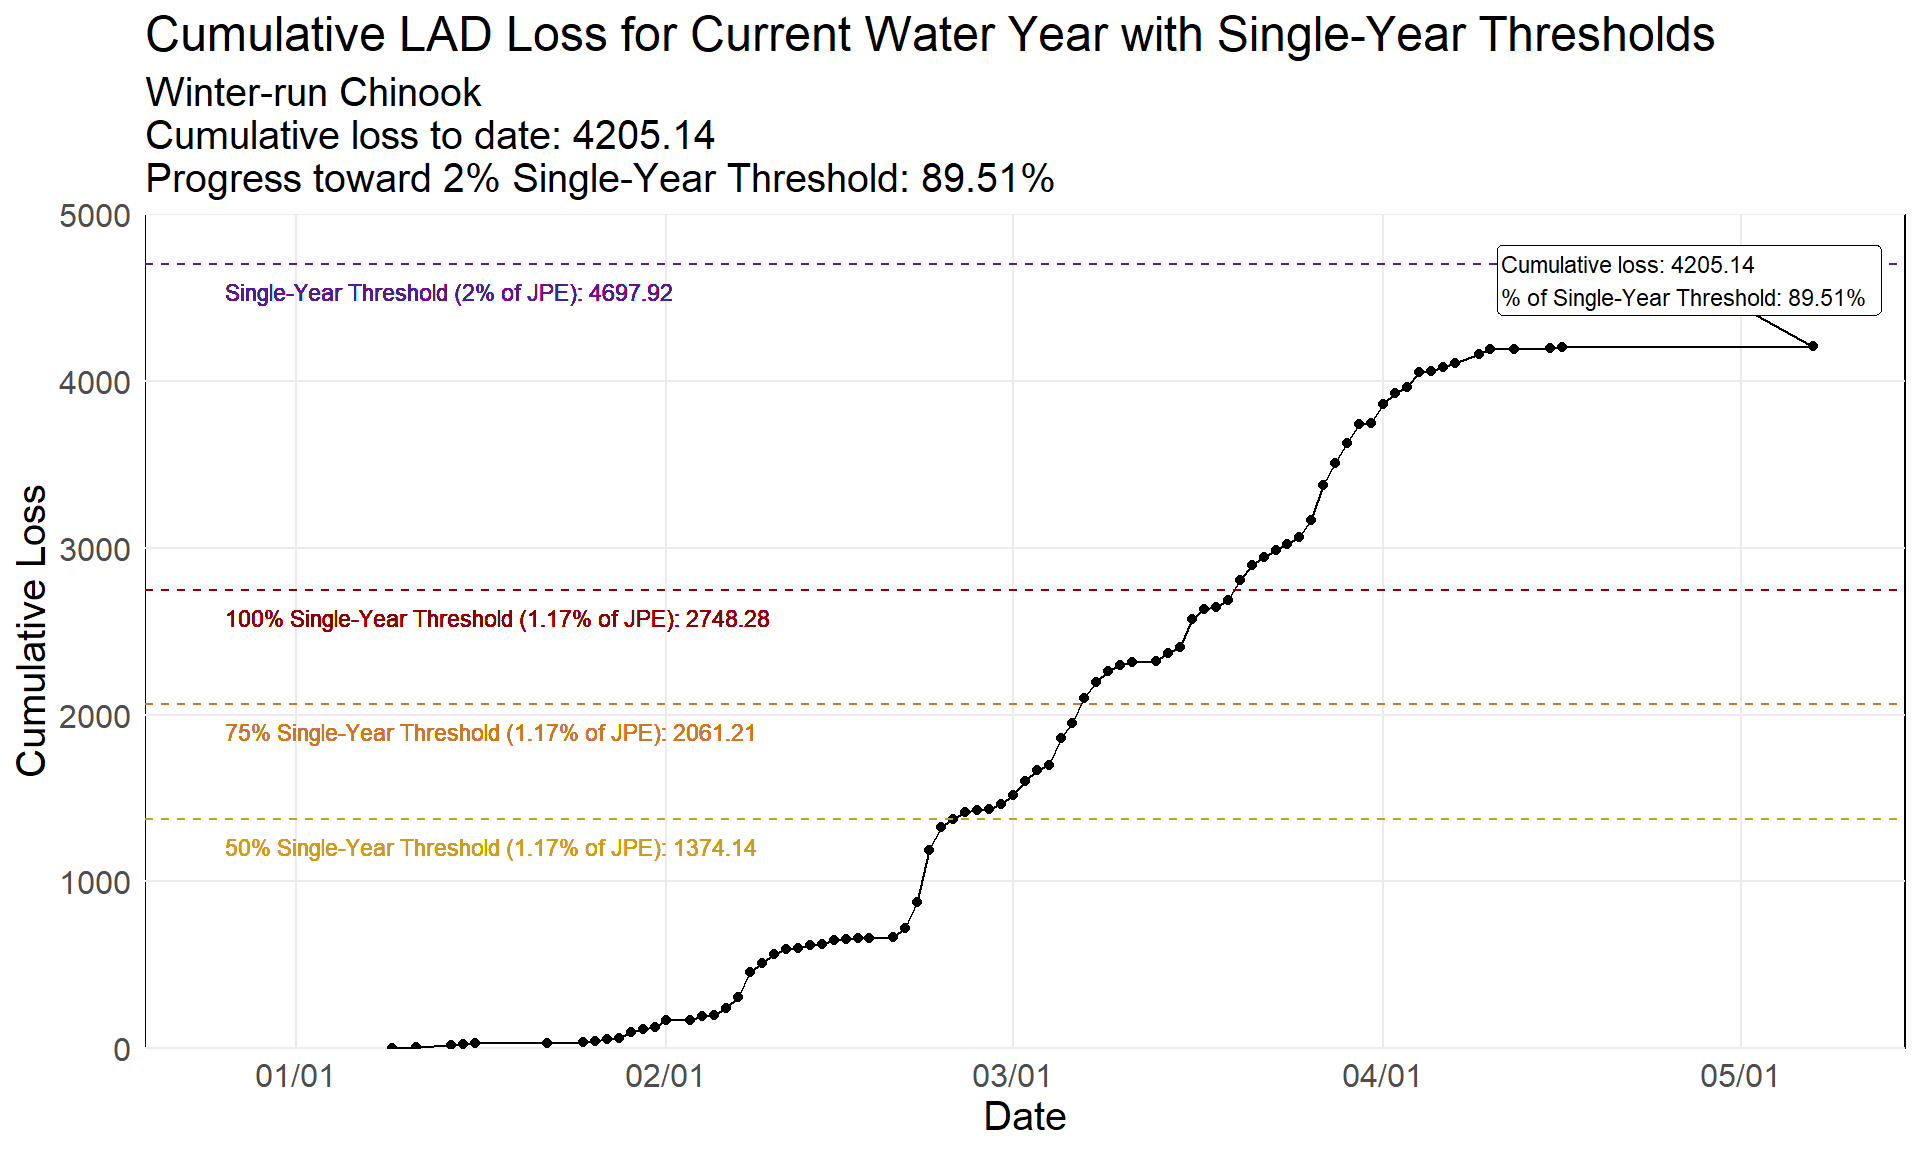 Cumulative LAD Loss for Current Water Year with Single-Year Thresholds
Winter-run Chinook
Cumulative loss to date: 4205.14
Progress toward 2% Single-Year Threshold: 89.51%
5000
Cumulative loss: 4205.14
% of Single-Year Threshold: 89.51%
Single-Year Threshold (2% of JPE): 4697.92
4000
3000
100% Single-Year Threshold (1.17% of JPE): 2748.28
2000
75% Single-Year Threshold (1.17% of JPE): 2061.21
50% Single-Year Threshold (1.17% of JPE): 1374.14
1000
0
Cumulative Loss
01/01
02/01
03/01
04/01
05/01
Date